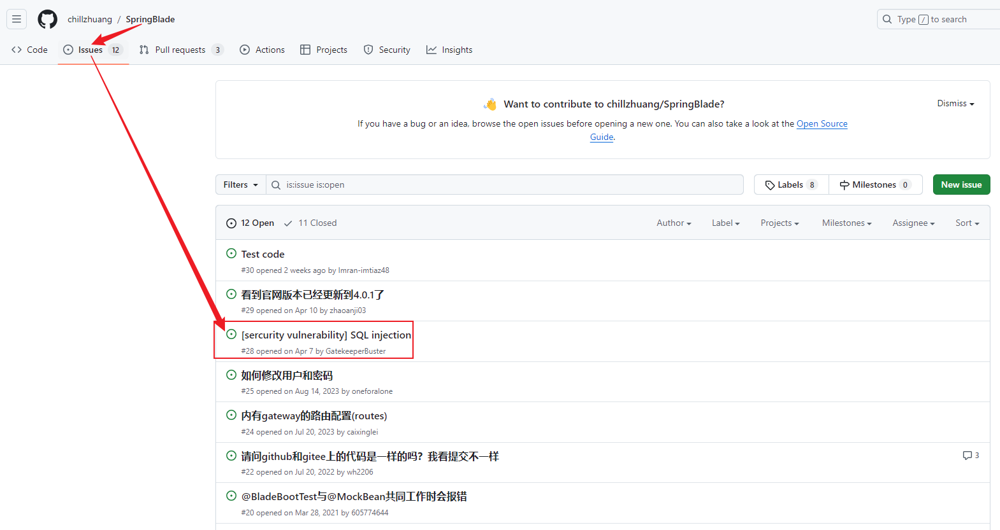 chillzhuang / SpringBlade
Type / to search
Code
Issues 12
Pull requests 3
Actions
Projects
Security
Insights
Want to contribute to chillzhuang/SpringBlade?
Dismiss
If you have a bug or an idea, browse the open issues before opening a new one. You can also take a look at the Open Source
Guide.
Filters
is:issue is:open
Labels 8
Milestones 0
New issue
12 Open
11 Closed
Author
Label
Projects
Milestones
Assignee
Sort
Test code
#30 opened 2 weeks ago by Imran-imtiaz48
看到官网版本已经更新到4.0.1了
#29 opened on Apr 10 by zhaoanji03
[sercurity vulnerability] SQL injection
#28 opened on Apr 7 by GatekeeperBuster
如何修改用户和密码
#25 opened on Aug 14, 2023 by oneforalone
内有gateway的路由配置(routes)
#24 opened on Jul 20, 2023 by caixinglei
请问github和gitee上的代码是一样的吗？我看提交不一样
3
#22 opened on Jul 20, 2022 by wh2206
@BladeBootTest与@MockBean共同工作时会报错
#20 opened on Mar 28, 2021 by 605774644